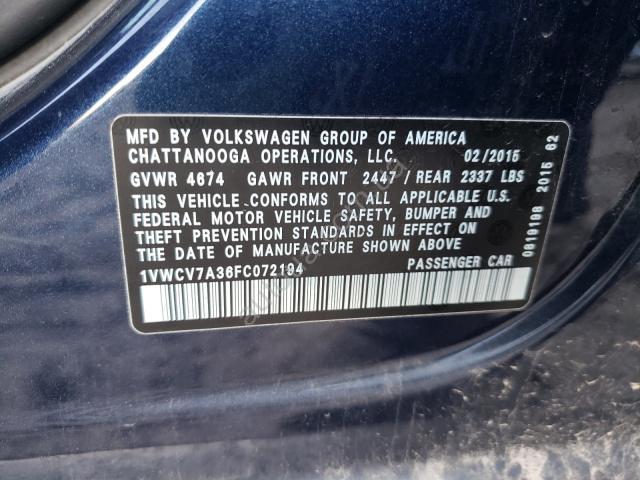 MFD BY VOLKSWAGEN GROUP OF AMERICA
CHATTANOOGA OPERATIONS, LLC. 02/2015
GVWR 4674 GAWR FRONT 2447 / REAR 2337 LBS
THIS VEHICLE CONFORMS TO ALL APPLICABLE U.S.
FEDERAL MOTOR VEHICLE SAFETY, BUMPER AND
THEFT PREVENTION STANDARDS IN EFFECT ON
THE DATE OF MANUFACTURE SHOWN ABOVE
1VWCV7A36FC072194 PASSENGER CAR
0819198 2015 62